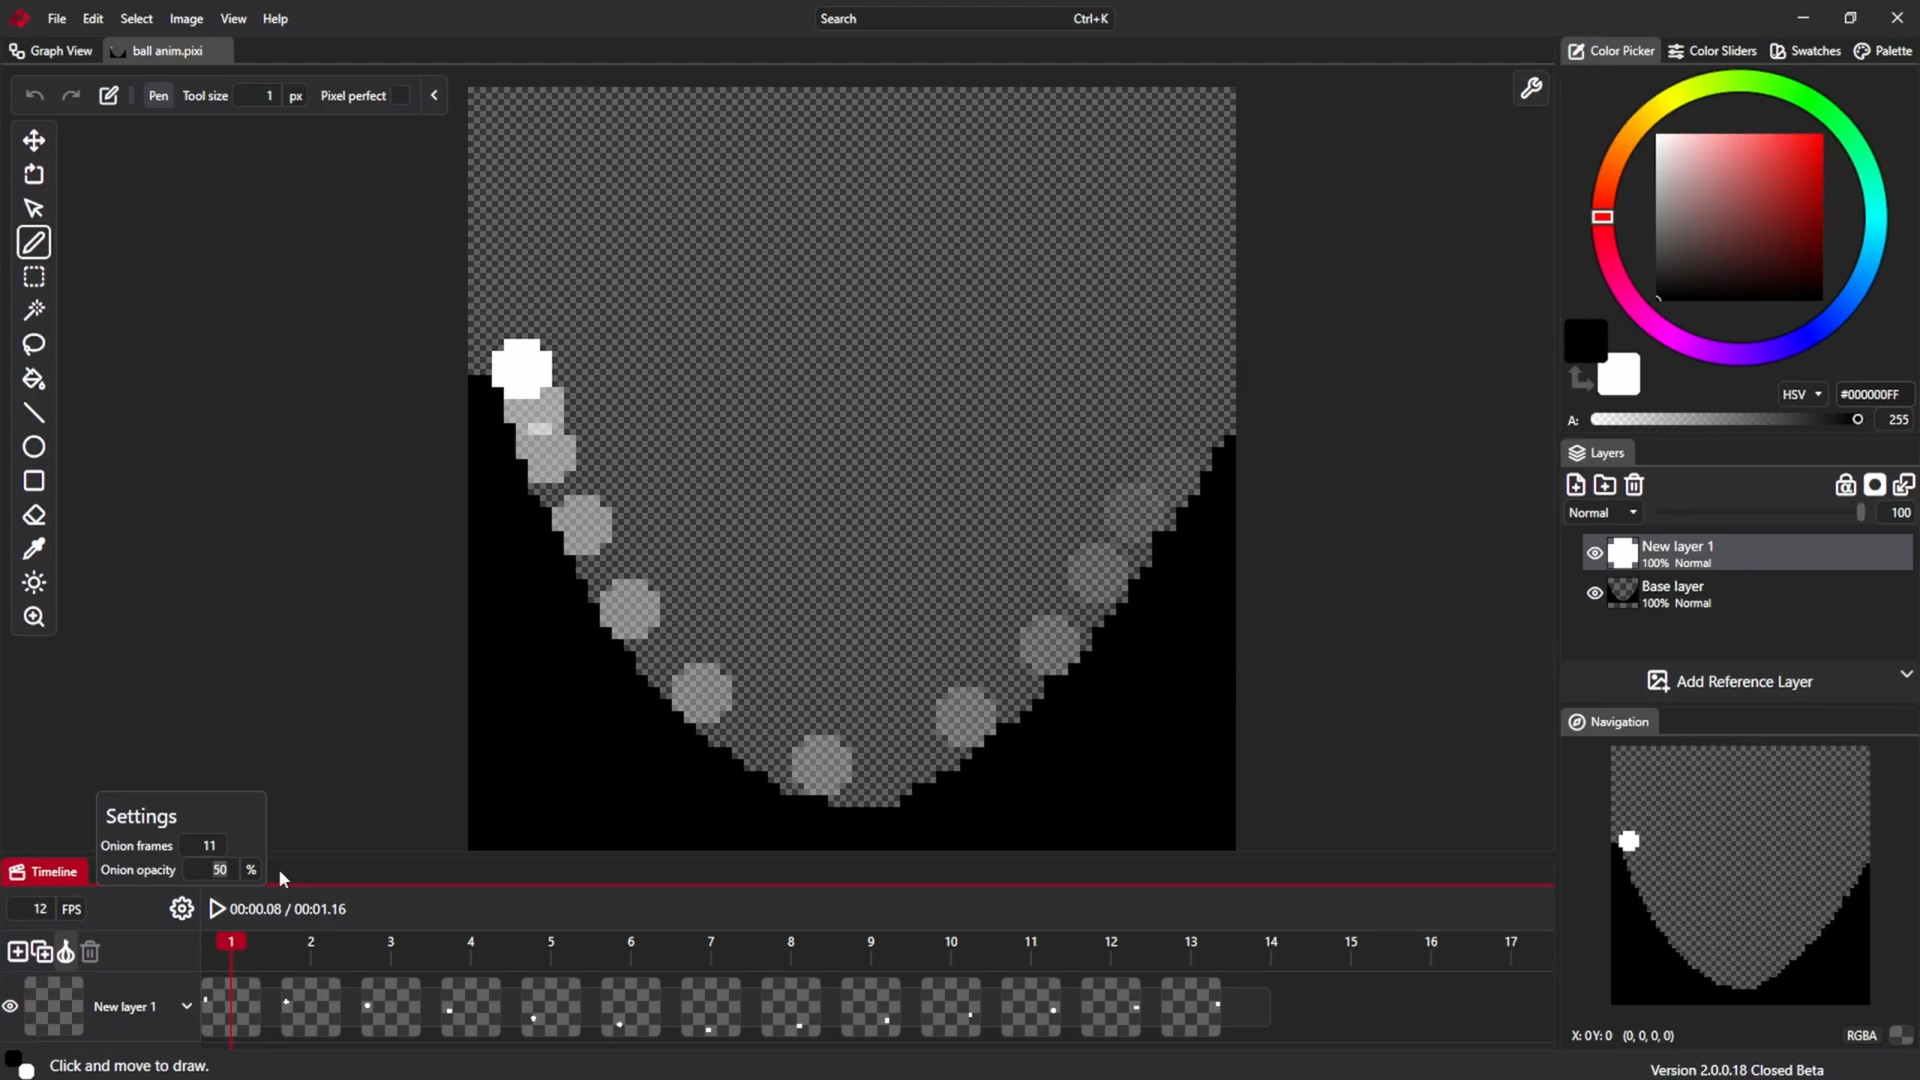 File Edit Select Image View Help
Search Ctrl+K
Graph View ball anim.pixi
Color Picker Color Sliders Swatches Palette
Pen Tool size 1 px Pixel perfect
HSV #000000FF
A: 255
Layers
Normal 100
New layer 1
100% Normal
Base layer
100% Normal
Add Reference Layer
Navigation
Settings
Onion frames 11
Onion opacity 50 %
Timeline
12 FPS 00:00.08 / 00:01.16
1 2 3 4 5 6 7 8 9 10 11 12 13 14 15 16 17
New layer 1
X: 0 Y: 0 (0, 0, 0, 0) RGBA
Click and move to draw.
Version 2.0.0.18 Closed Beta